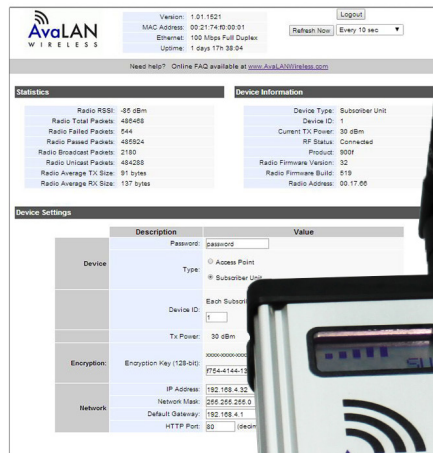 AvaLAN
WIRELESS
Version: 1.01.1521
MAC Address: 00:21:74:f0:00:01
Ethernet: 100 Mbps Full Duplex
Uptime: 1 days 17h 38:04
Logout
Refresh Now Every 10 sec
Need help? Online FAQ available at www.AvaLANWireless.com
Statistics
Radio RSSI: -85 dBm
Radio Total Packets: 486468
Radio Failed Packets: 544
Radio Passed Packets: 485924
Radio Broadcast Packets: 2180
Radio Unicast Packets: 484288
Radio Average TX Size: 91 bytes
Radio Average RX Size: 137 bytes
Device Information
Device Type: Subscriber Unit
Device ID: 1
Current TX Power: 30 dBm
RF Status: Connected
Product: 900f
Radio Firmware Version: 32
Radio Firmware Build: 519
Radio Address: 00.17.66
Device Settings
Description Value
Device
Password: password
Type: Access Point
Subscriber Unit
Each
Device ID: 1
Tx Power: 30 dBm
Encryption: Encryption Key (128-bit):
f754-4144-13
Network
IP Address: 192.168.4.32
Network Mask: 255.255.255.0
Default Gateway: 192.168.4.1
HTTP Port: 80